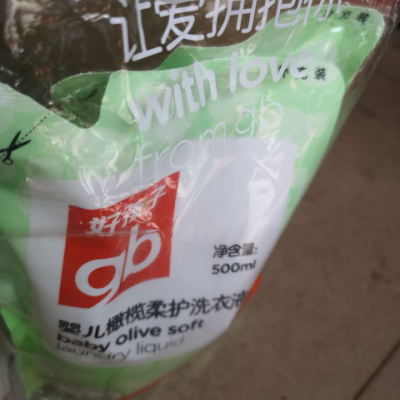 让爱拥抱你
with love
from gb
好孩子
gb
净含量:
500ml
婴儿橄榄柔护洗衣液
baby olive soft
laundry liquid